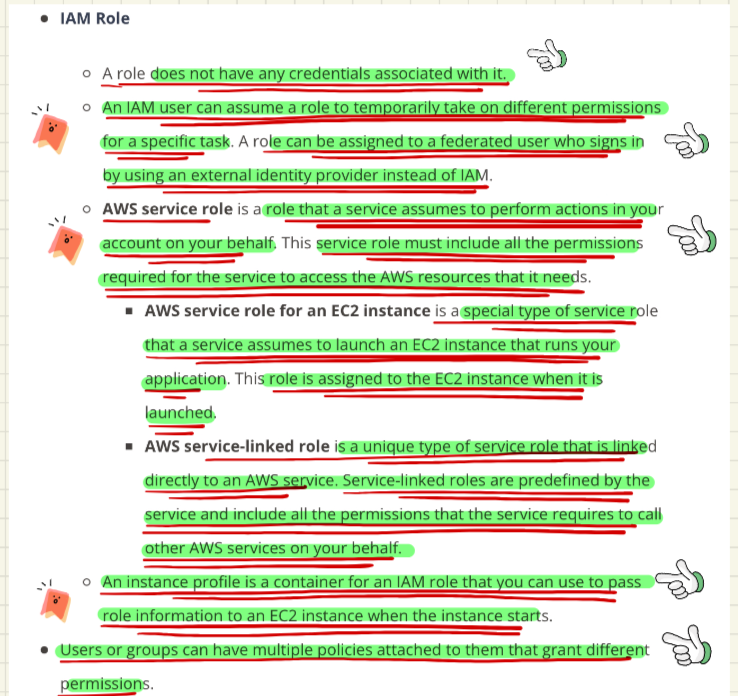 IAM Role
A role does not have any credentials associated with it.
An IAM user can assume a role to temporarily take on different permissions
for a specific task. A role can be assigned to a federated user who signs in
by using an external identity provider instead of IAM.
AWS service role is a role that a service assumes to perform actions in your
account on your behalf. This service role must include all the permissions
required for the service to access the AWS resources that it needs.
AWS service role for an EC2 instance is a special type of service role
that a service assumes to launch an EC2 instance that runs your
application. This role is assigned to the EC2 instance when it is
launched.
AWS service-linked role is a unique type of service role that is linked
directly to an AWS service. Service-linked roles are predefined by the
service and include all the permissions that the service requires to call
other AWS services on your behalf.
An instance profile is a container for an IAM role that you can use to pass
role information to an EC2 instance when the instance starts.
Users or groups can have multiple policies attached to them that grant different
permissions.